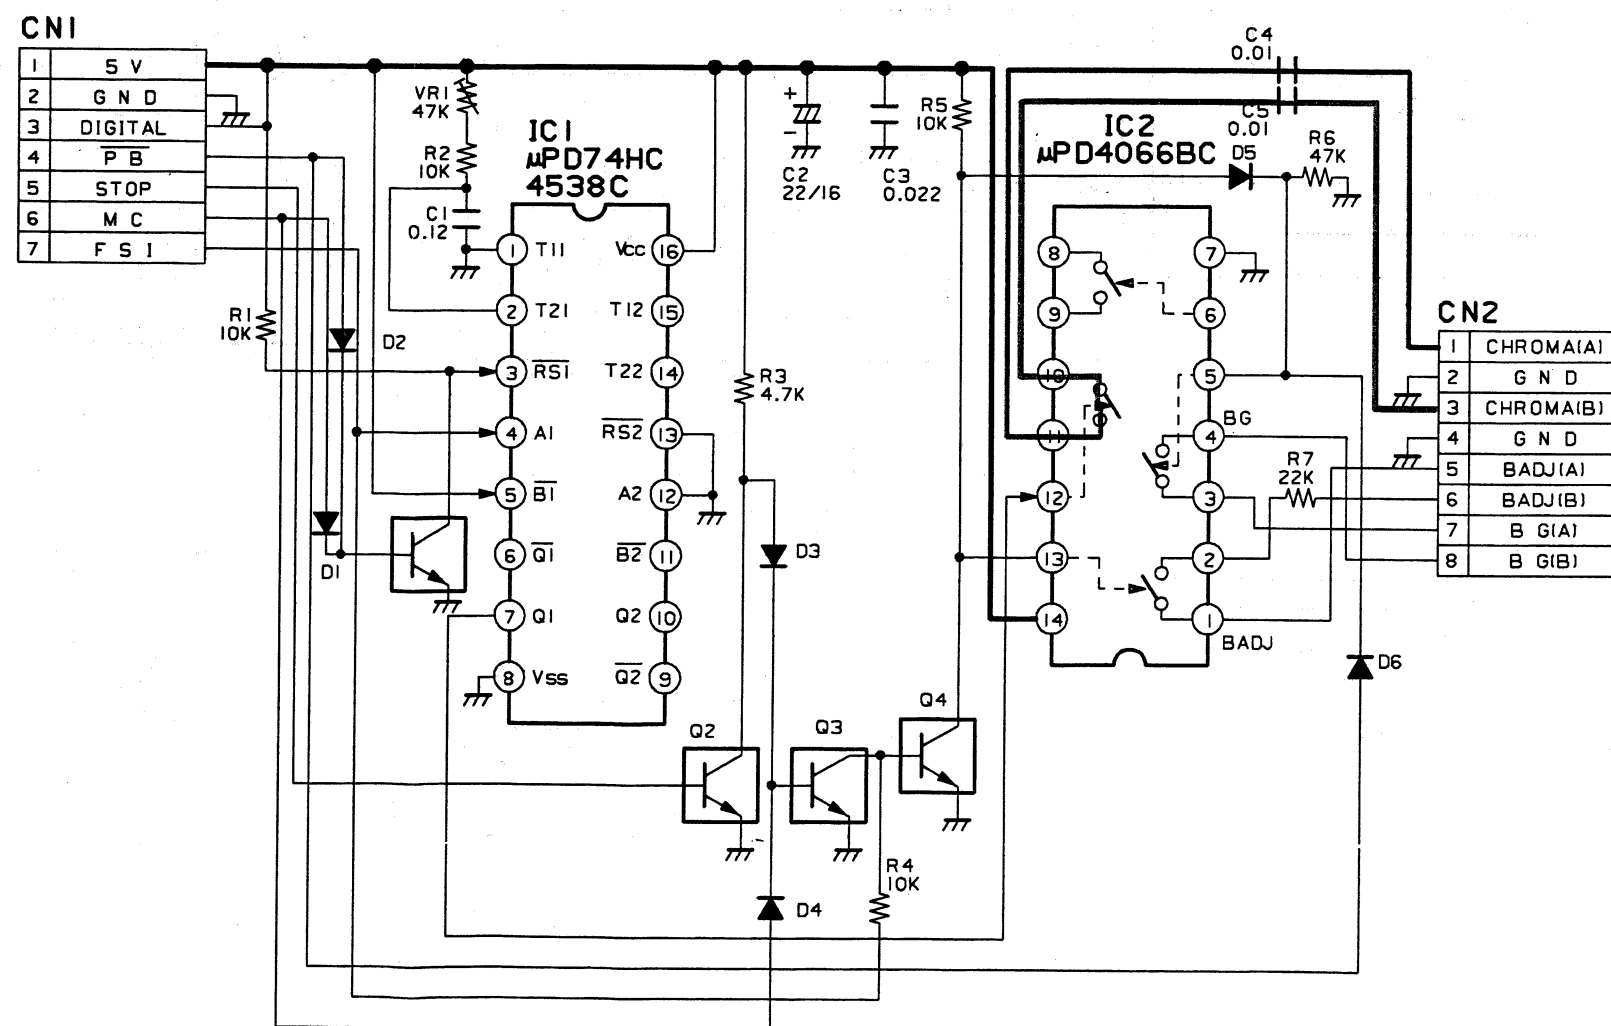 CN1
1 5 V
2 G N D
3 DIGITAL
4 P B
5 STOP
6 M C
7 F S I
VR1
47K
R2
10K
C1
0.12
R1
10K
D2
D1
IC1
μPD74HC
4538C
1 T11
2 T21
3 RS1
4 A1
5 B1
6 Q1
7 Q1
8 VSS
Vcc 16
T12 15
T22 14
RS2 13
A2 12
B2 11
Q2 10
Q2 9
+
-
C2
22/16
C3
0.022
R5
10K
R3
4.7K
D3
D4
Q2
Q3
Q4
R4
10K
C4
0.01
C5
0.01
IC2
μPD4066BC
D5
R6
47K
8
9
10
11
12
13
14
7
6
5
BG
4
3
2
1
BADJ
R7
22K
D6
CN2
1 CHROMA(A)
2 G N D
3 CHROMA(B)
4 G N D
5 BADJ(A)
6 BADJ(B)
7 B G(A)
8 B G(B)